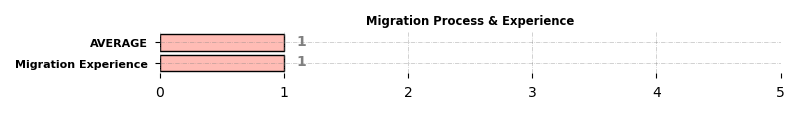 Migration Process & Experience
AVERAGE 1
Migration Experience 1
0 1 2 3 4 5